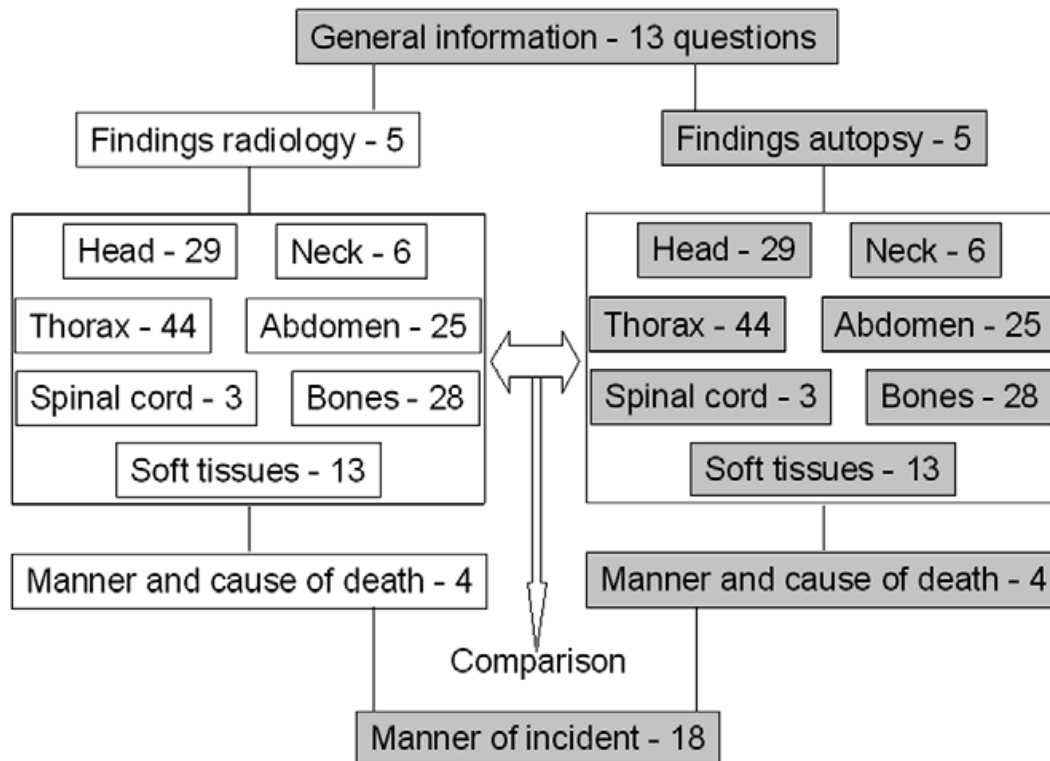 General information - 13 questions
Findings radiology - 5
Head - 29
Neck - 6
Thorax - 44
Abdomen - 25
Spinal cord - 3
Bones - 28
Soft tissues - 13
Manner and cause of death - 4
Findings autopsy - 5
Head - 29
Neck - 6
Thorax - 44
Abdomen - 25
Spinal cord - 3
Bones - 28
Soft tissues - 13
Manner and cause of death - 4
Comparison
Manner of incident - 18